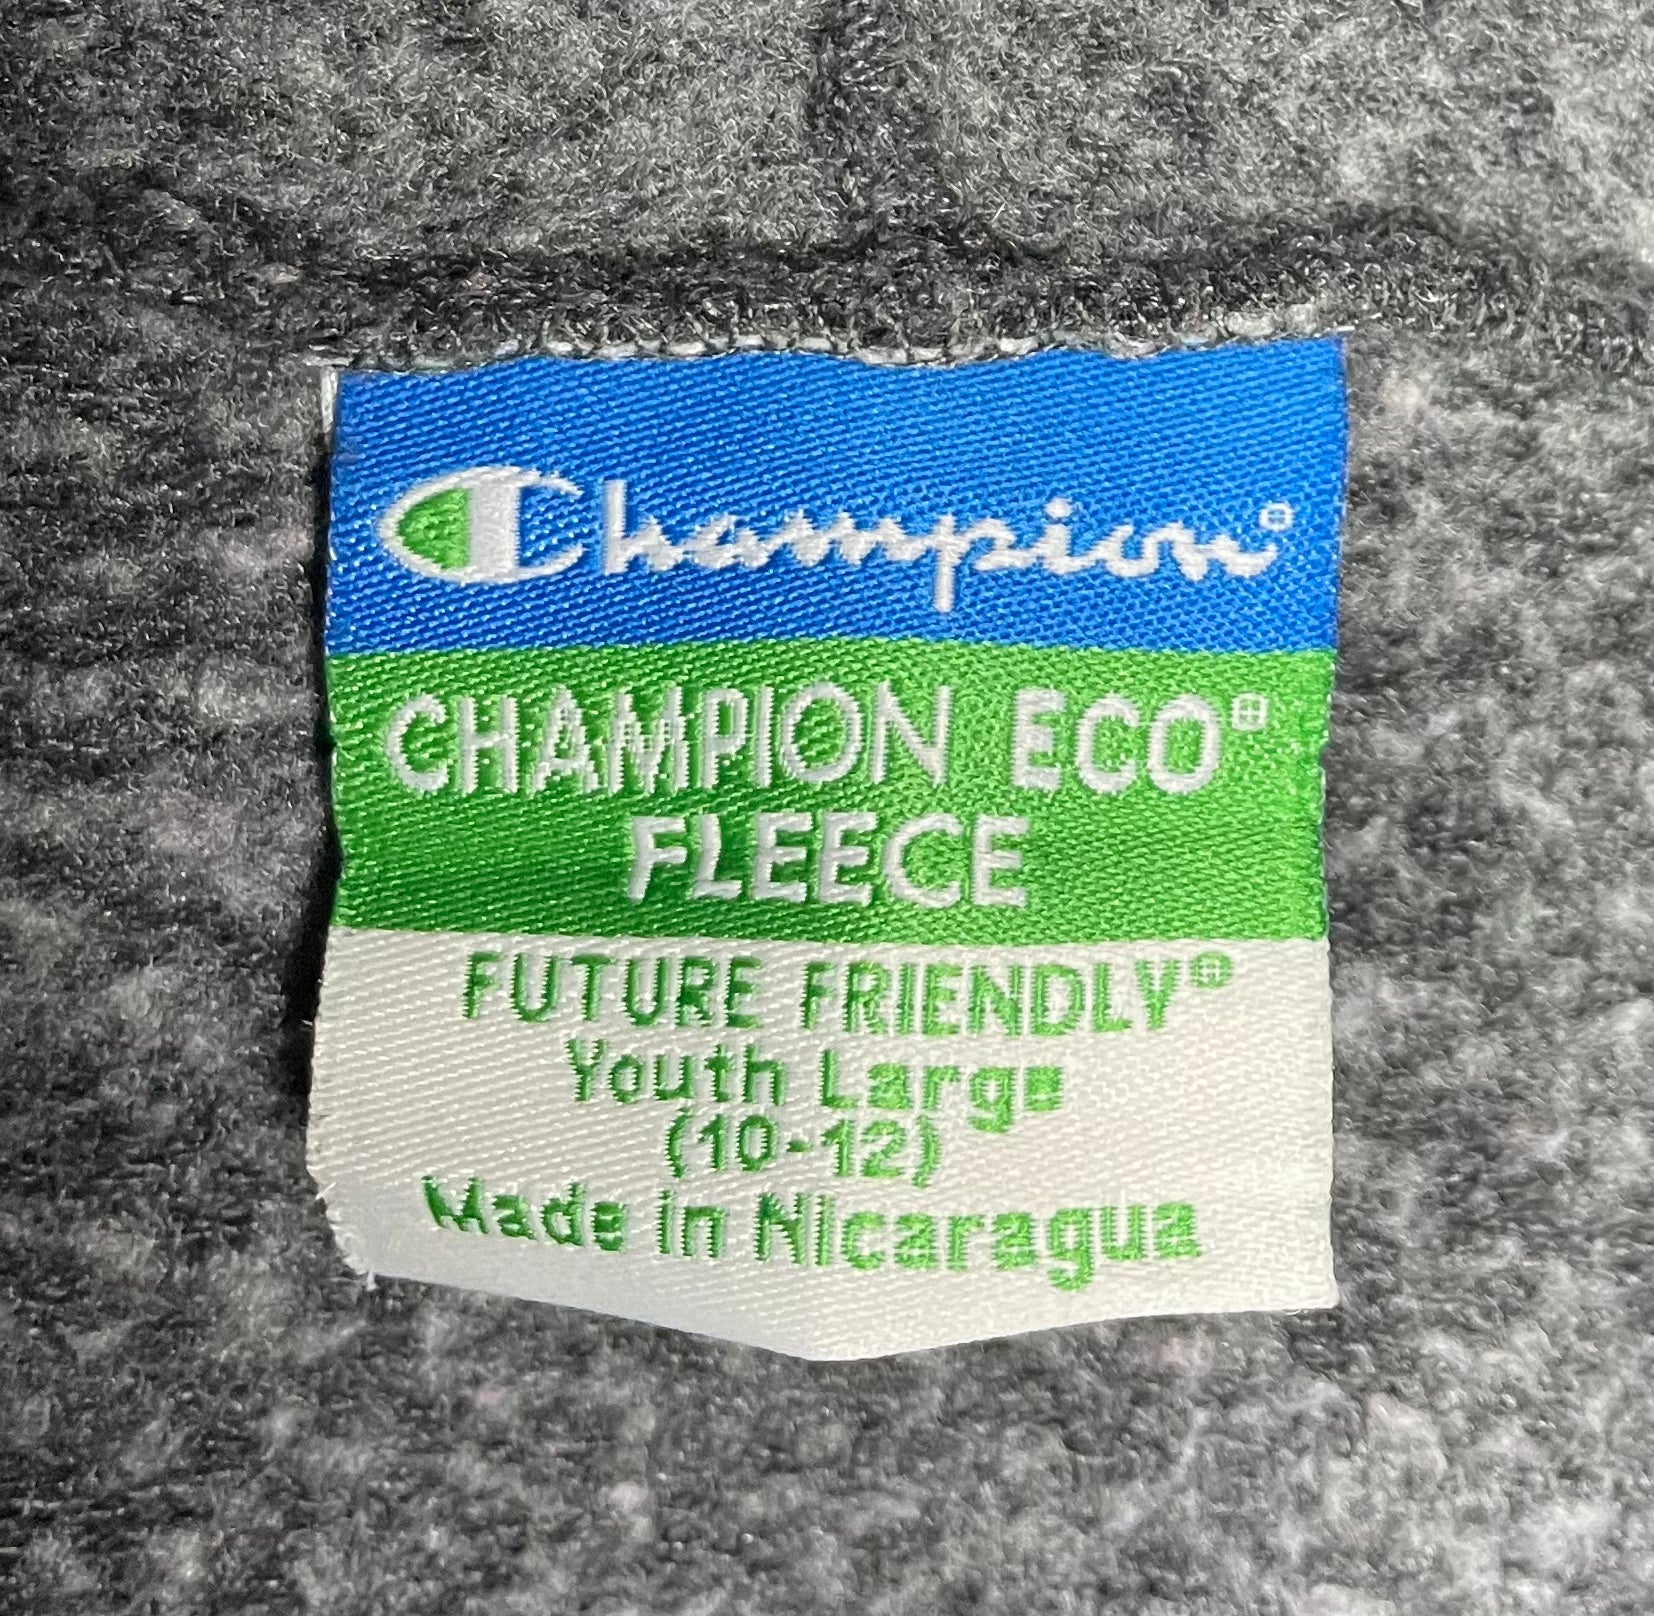 Champion
CHAMPION ECO®
FLEECE
FUTURE FRIENDLY®
Youth Large
(10-12)
Made in Nicaragua